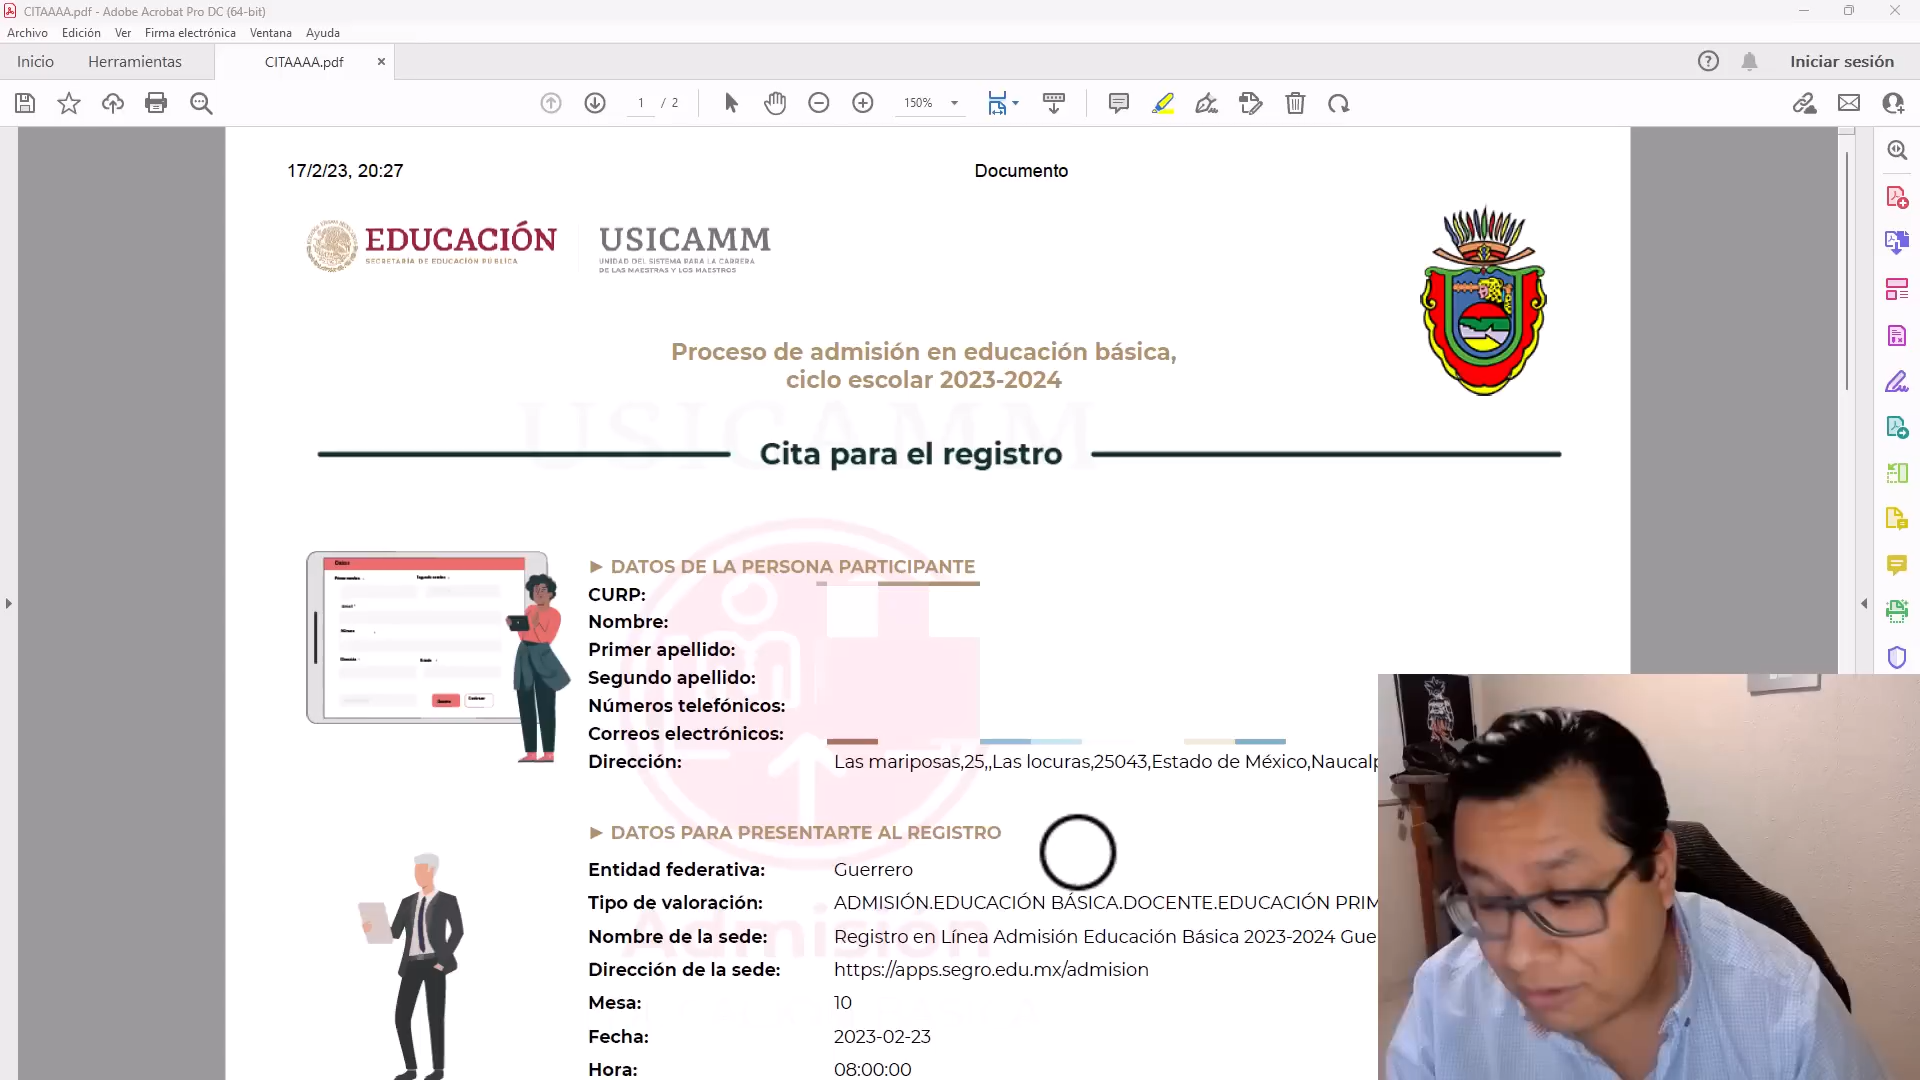 CITAAAA.pdf - Adobe Acrobat Pro DC (64-bit)
Archivo Edición Ver Firma electrónica Ventana Ayuda
Inicio Herramientas CITAAAA.pdf × Iniciar sesión
1 / 2 150%
17/2/23, 20:27 Documento
EDUCACIÓN
SECRETARÍA DE EDUCACIÓN PÚBLICA
USICAMM
UNIDAD DEL SISTEMA PARA LA CARRERA
DE LAS MAESTRAS Y LOS MAESTROS
Proceso de admisión en educación básica,
ciclo escolar 2023-2024
USICAMM
Cita para el registro
Datos
► DATOS DE LA PERSONA PARTICIPANTE
CURP:
Nombre:
Primer apellido:
Segundo apellido:
Números telefónicos:
Correos electrónicos:
Dirección: Las mariposas,25,,Las locuras,25043,Estado de México,Naucalp
► DATOS PARA PRESENTARTE AL REGISTRO
Entidad federativa: Guerrero
Tipo de valoración: ADMISIÓN.EDUCACIÓN BÁSICA.DOCENTE.EDUCACIÓN PRIM
Admisión
Nombre de la sede: Registro en Línea Admisión Educación Básica 2023-2024 Gue
Dirección de la sede: https://apps.segro.edu.mx/admision
Mesa: 10
Fecha: 2023-02-23
Hora: 08:00:00